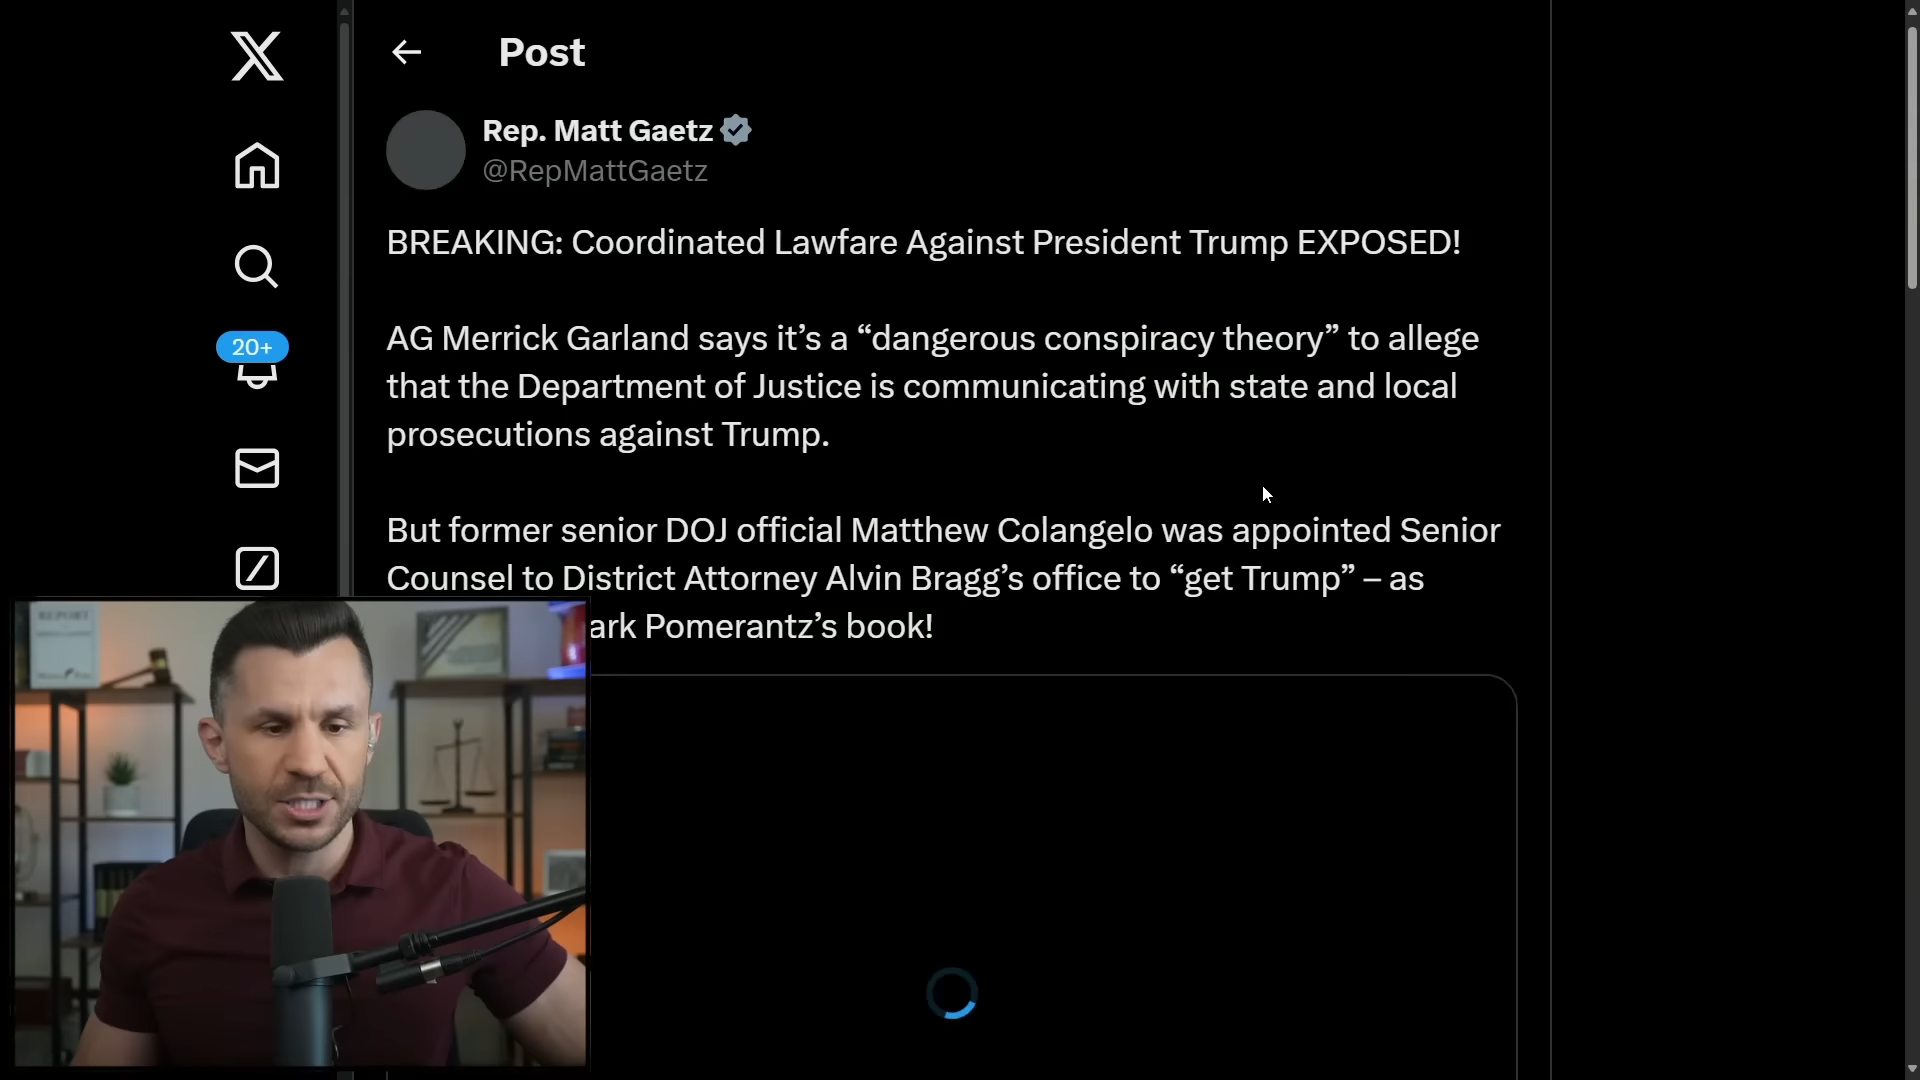 Post
Rep. Matt Gaetz
@RepMattGaetz
BREAKING: Coordinated Lawfare Against President Trump EXPOSED!
AG Merrick Garland says it’s a “dangerous conspiracy theory” to allege
that the Department of Justice is communicating with state and local
prosecutions against Trump.
But former senior DOJ official Matthew Colangelo was appointed Senior
Counsel to District Attorney Alvin Bragg’s office to “get Trump” – as
ark Pomerantz’s book!
20+
REPORT